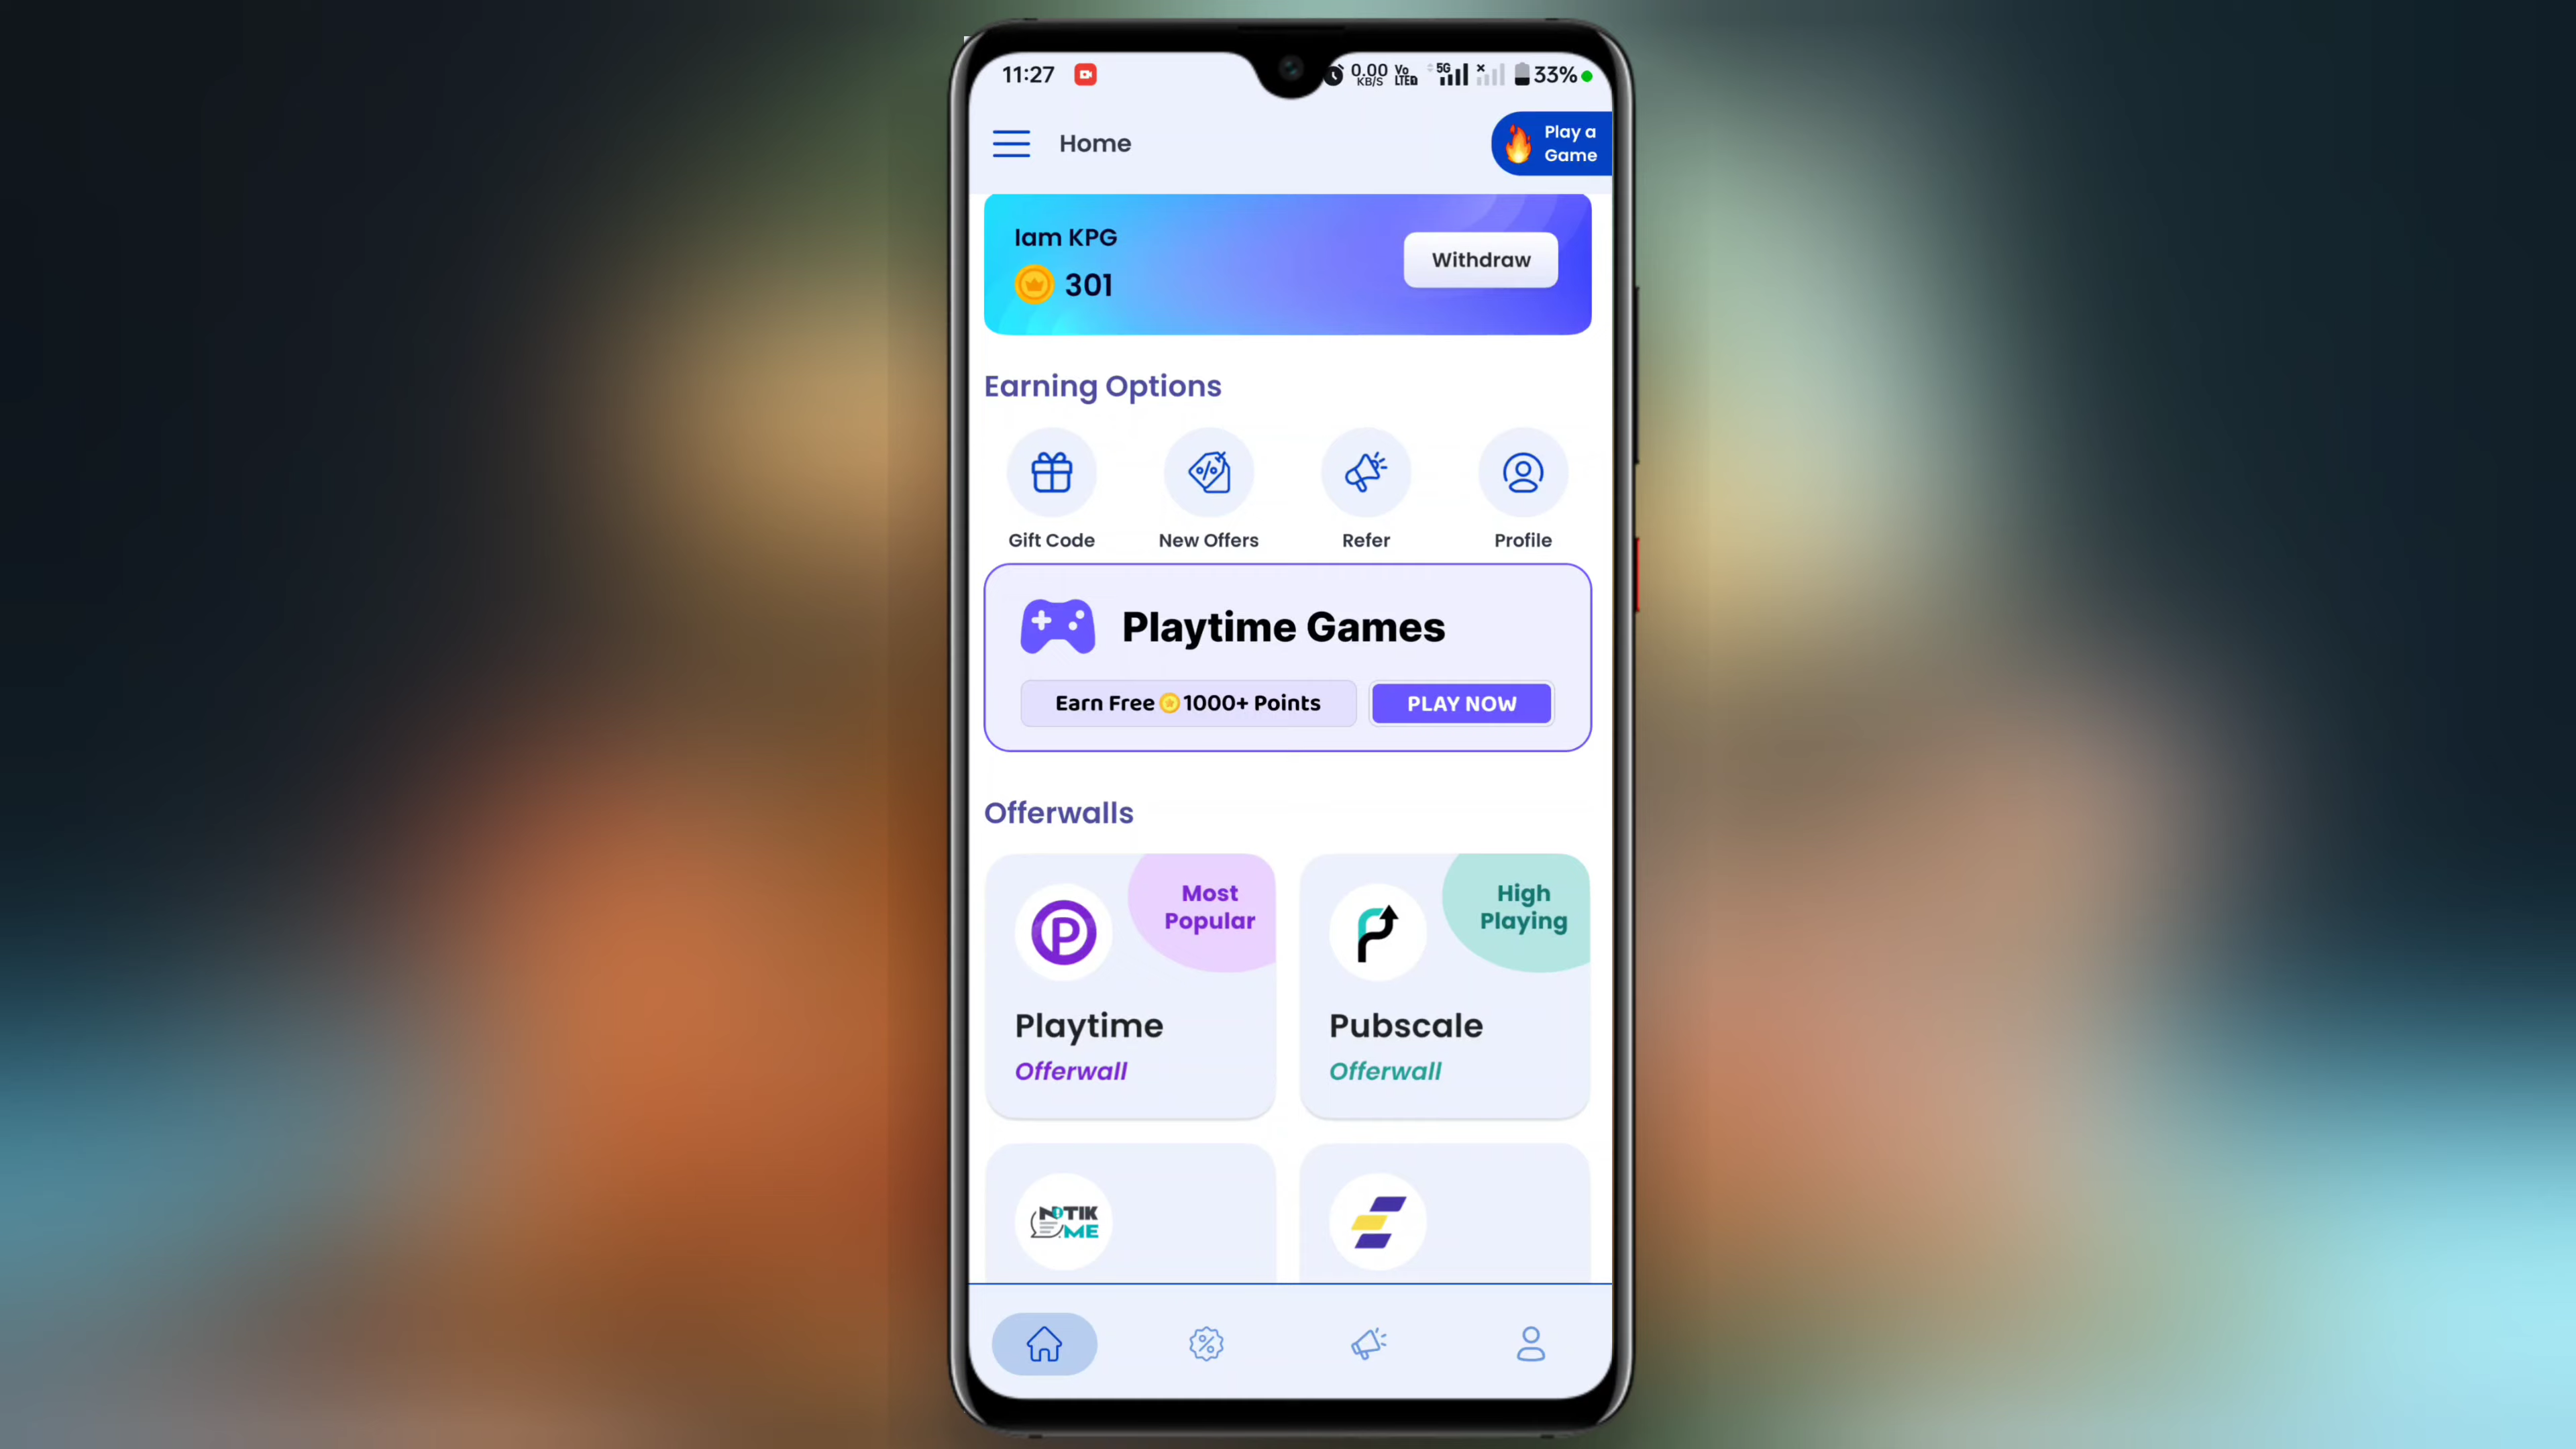 11:27
0.00 KB/S Vo LTE 5G 33%
Home
Play a
Game
Iam KPG
301
Withdraw
Earning Options
Gift Code New Offers Refer Profile
Playtime Games
Earn Free 1000+ Points
PLAY NOW
Offerwalls
Most
Popular
Playtime
Offerwall
High
Playing
Pubscale
Offerwall
NOTIK
ME